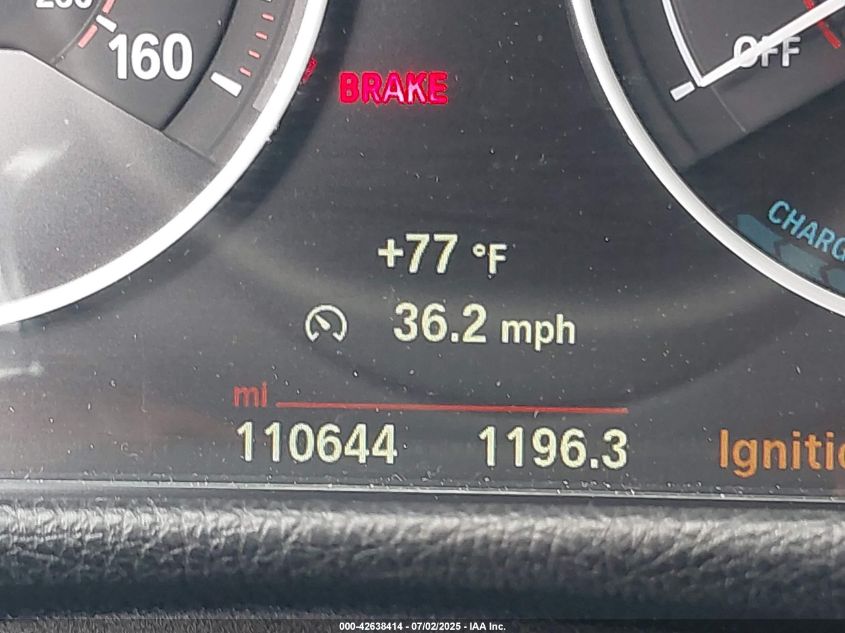 160
OFF
BRAKE
CHARG
+77 °F
36.2 mph
mi
110644 1196.3 Ignitio
000-42638414 - 07/02/2025 - IAA Inc.